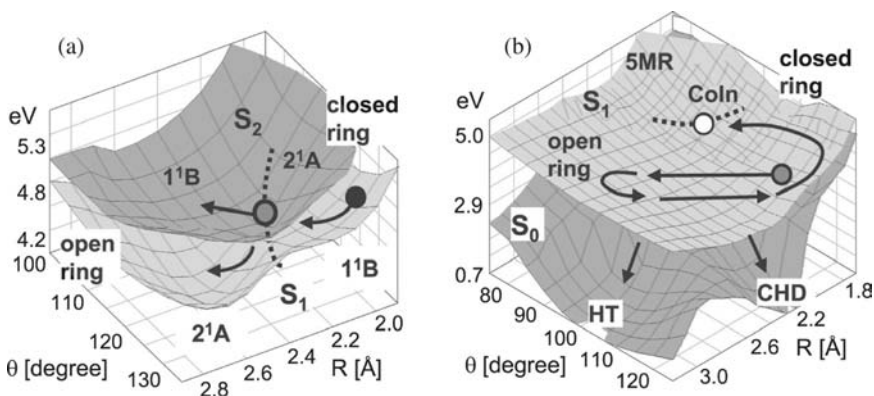 (a)
eV
5.3
4.8
4.2
100
110
120
130
θ [degree]
2.8
2.6
2.4
2.2
2.0
R [Å]
S₂
closed
ring
2¹A
1¹B
open
ring
1¹B
S₁
2¹A
(b)
eV
5.0
2.9
0.7
80
90
100
110
120
θ [degree]
3.0
2.6
2.2
1.8
R [Å]
5MR
closed
ring
CoIn
S₁
open
ring
S₀
HT
CHD